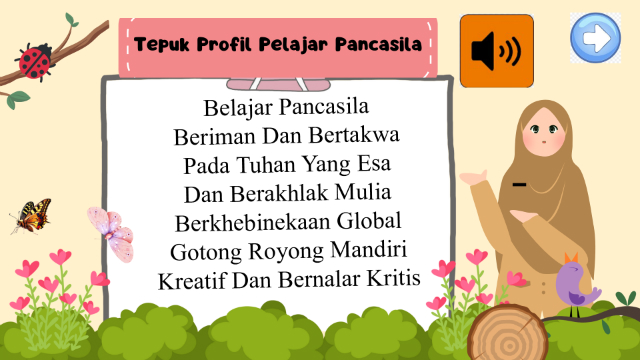 Tepuk Profil Pelajar Pancasila
Belajar Pancasila
Beriman Dan Bertakwa
Pada Tuhan Yang Esa
Dan Berakhlak Mulia
Berkhebinekaan Global
Gotong Royong Mandiri
Kreatif Dan Bernalar Kritis